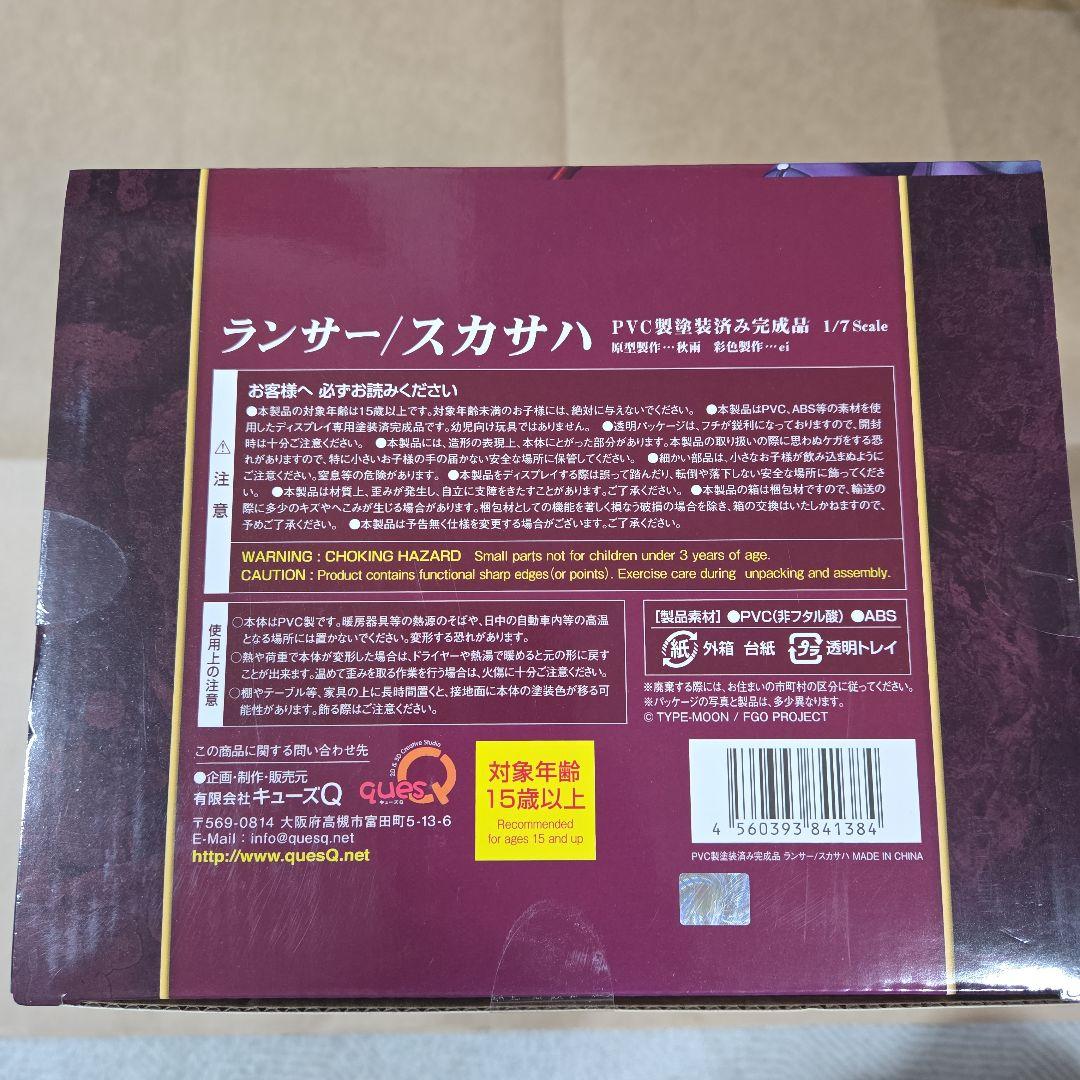 ランサー/スカサハ PVC製塗装済み完成品 1/7 Scale
原型製作…秋雨 彩色製作…ei
注意
お客様へ 必ずお読みください
●本製品の対象年齢は15歳以上です。対象年齢未満のお子様には、絶対に与えないでください。 ●本製品はPVC、ABS等の素材を使
用したディスプレイ専用塗装済完成品です。幼児向け玩具ではありません。 ●透明パッケージは、フチが鋭利になっておりますので、開封
時は十分ご注意ください。 ●本製品には、造形の表現上、本体にとがった部分があります。本製品の取り扱いの際に思わぬケガをする恐
れがありますので、特に小さいお子様の手の届かない安全な場所に保管してください。 ●細かい部品は、小さなお子様が飲み込まぬように
ご注意ください。窒息等の危険があります。 ●本製品をディスプレイする際は誤って踏んだり、転倒や落下しない安全な場所に飾ってくださ
い。 ●本製品は材質上、歪みが発生し、自立に支障をきたすことがあります。ご了承ください。 ●本製品の箱は梱包材ですので、輸送の
際に多少のキズやへこみが生じる場合があります。梱包材としての機能を著しく損なう破損の場合を除き、箱の交換はいたしかねますので、
予めご了承ください。 ●本製品は予告無く仕様を変更する場合がございます。ご了承ください。
WARNING : CHOKING HAZARD Small parts not for children under 3 years of age.
CAUTION : Product contains functional sharp edges(or points). Exercise care during unpacking and assembly.
使用上の注意
○本体はPVC製です。暖房器具等の熱源のそばや、日中の自動車内等の高温
となる場所には置かないでください。変形する恐れがあります。
○熱や荷重で本体が変形した場合は、ドライヤーや熱湯で暖めると元の形に戻す
ことが出来ます。温めて歪みを取る作業を行う場合は、火傷に十分ご注意ください。
○棚やテーブル等、家具の上に長時間置くと、接地面に本体の塗装色が移る可
能性があります。飾る際はご注意ください。
[製品素材] ●PVC(非フタル酸) ●ABS
紙 外箱 台紙 プラ 透明トレイ
※廃棄する際には、お住まいの市町村の区分に従ってください。
※パッケージの写真と製品は、多少異なります。
© TYPE-MOON / FGO PROJECT
この商品に関する問い合わせ先
●企画・制作・販売元
有限会社キューズQ
〒569-0814 大阪府高槻市富田町5-13-6
E-Mail : info@quesq.net
http://www.quesQ.net
2D & 3D Creative Studio
quesQ
キューズQ
対象年齢
15歳以上
Recommended
for ages 15 and up
4 560393 841384
PVC製塗装済み完成品 ランサー/スカサハ MADE IN CHINA